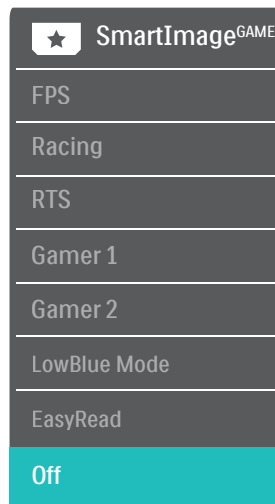 SmartImageGAME
FPS
Racing
RTS
Gamer 1
Gamer 2
LowBlue Mode
EasyRead
Off